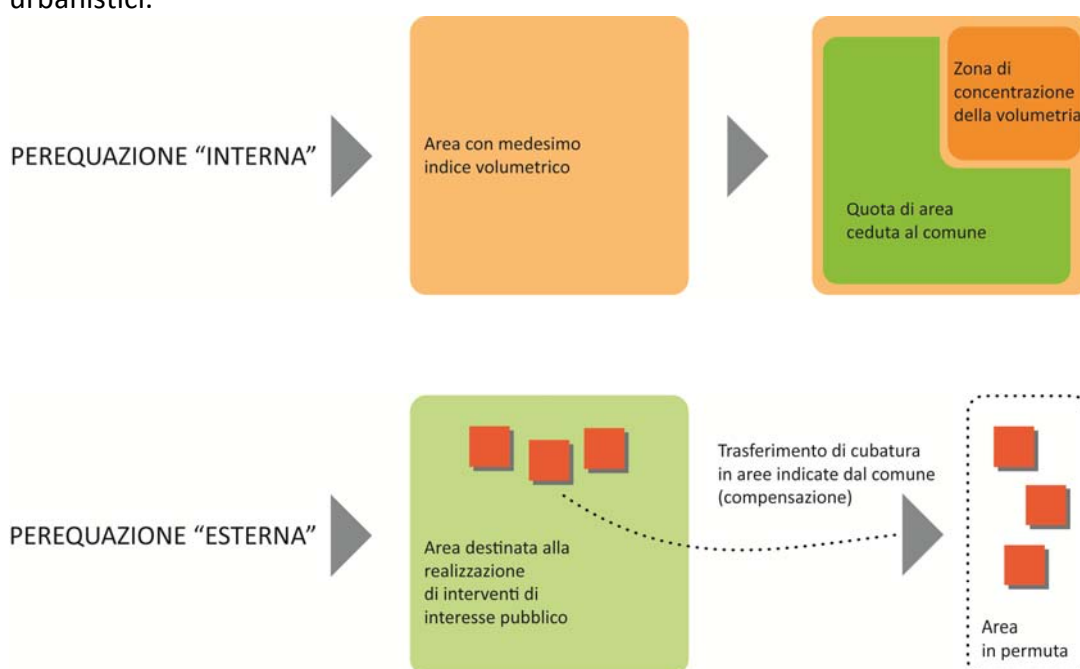 urbanistici.
PEREQUAZIONE “INTERNA”
Area con medesimo
indice volumetrico
Zona di
concentrazione
della volumetria
Quota di area
ceduta al comune
PEREQUAZIONE “ESTERNA”
Area destinata alla
realizzazione
di interventi di
interesse pubblico
Trasferimento di cubatura
in aree indicate dal comune
(compensazione)
Area
in permuta